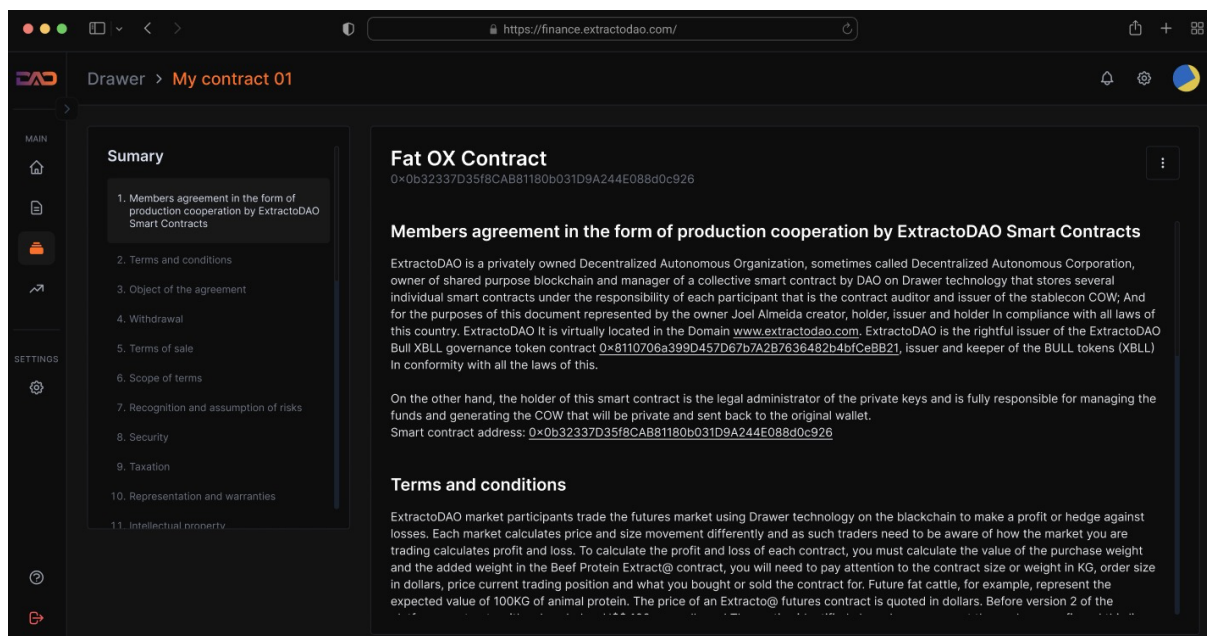 https://finance.extractodao.com/
DAO
Drawer > My contract 01
MAIN
SETTINGS
Sumary
1. Members agreement in the form of
production cooperation by ExtractoDAO
Smart Contracts
2. Terms and conditions
3. Object of the agreement
4. Withdrawal
5. Terms of sale
6. Scope of terms
7. Recognition and assumption of risks
8. Security
9. Taxation
10. Representation and warranties
11. Intellectual property
Fat OX Contract
0×0b32337D35f8CAB81180b031D9A244E088d0c926
Members agreement in the form of production cooperation by ExtractoDAO Smart Contracts
ExtractoDAO is a privately owned Decentralized Autonomous Organization, sometimes called Decentralized Autonomous Corporation,
owner of shared purpose blockchain and manager of a collective smart contract by DAO on Drawer technology that stores several
individual smart contracts under the responsibility of each participant that is the contract auditor and issuer of the stablecon COW; And
for the purposes of this document represented by the owner Joel Almeida creator, holder, issuer and holder In compliance with all laws of
this country. ExtractoDAO It is virtually located in the Domain www.extractodao.com. ExtractoDAO is the rightful issuer of the ExtractoDAO
Bull XBLL governance token contract 0×8110706a399D457D67b7A2B7636482b4bfCeBB21, issuer and keeper of the BULL tokens (XBLL)
In conformity with all the laws of this.
On the other hand, the holder of this smart contract is the legal administrator of the private keys and is fully responsible for managing the
funds and generating the COW that will be private and sent back to the original wallet.
Smart contract address: 0×0b32337D35f8CAB81180b031D9A244E088d0c926
Terms and conditions
ExtractoDAO market participants trade the futures market using Drawer technology on the blackchain to make a profit or hedge against
losses. Each market calculates price and size movement differently and as such traders need to be aware of how the market you are
trading calculates profit and loss. To calculate the profit and loss of each contract, you must calculate the value of the purchase weight
and the added weight in the Beef Protein Extract@ contract, you will need to pay attention to the contract size or weight in KG, order size
in dollars, price current trading position and what you bought or sold the contract for. Future fat cattle, for example, represent the
expected value of 100KG of animal protein. The price of an Extracto@ futures contract is quoted in dollars. Before version 2 of the